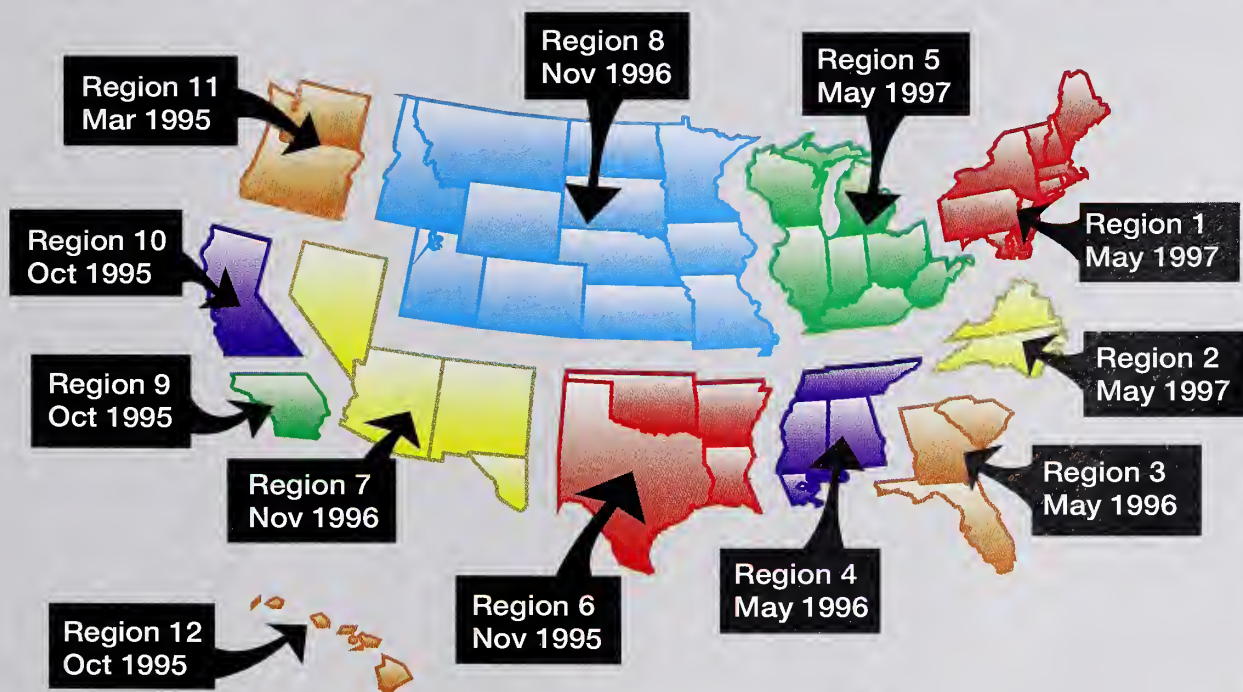 Region 8
Nov 1996
Region 5
May 1997
Region 11
Mar 1995
Region 1
May 1997
Region 10
Oct 1995
Region 2
May 1997
Region 9
Oct 1995
Region 7
Nov 1996
Region 3
May 1996
Region 4
May 1996
Region 6
Nov 1995
Region 12
Oct 1995